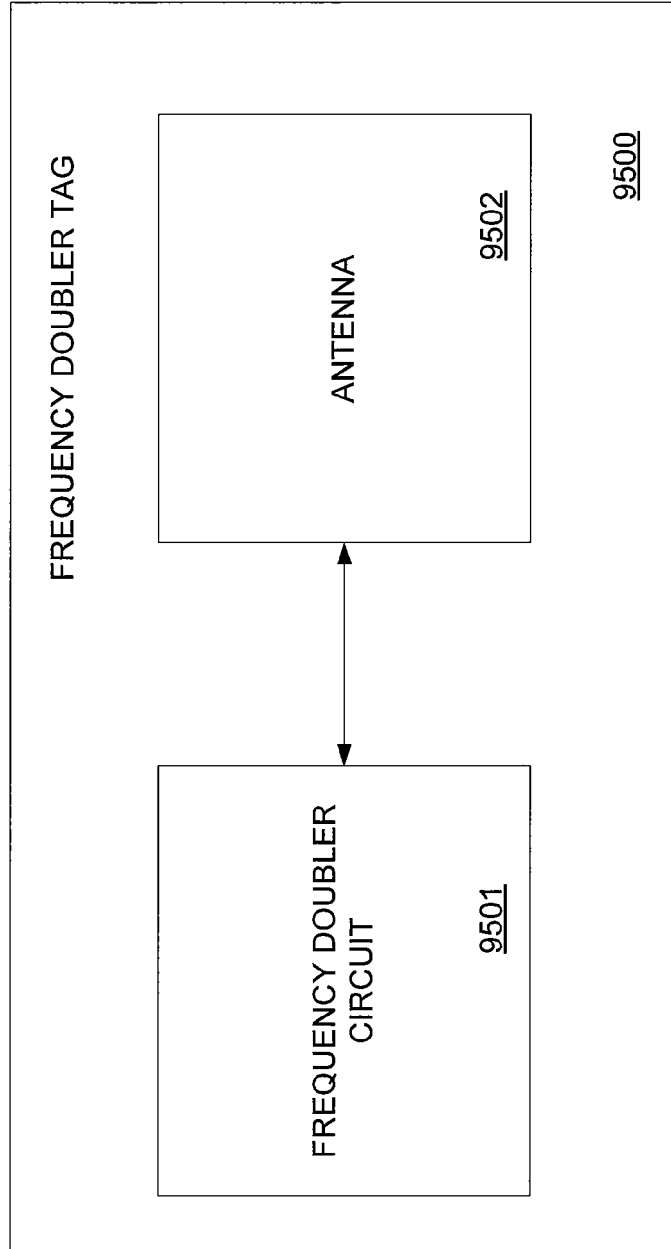 FREQUENCY DOUBLER TAG
FREQUENCY DOUBLER
CIRCUIT
9501
ANTENNA
9502
9500